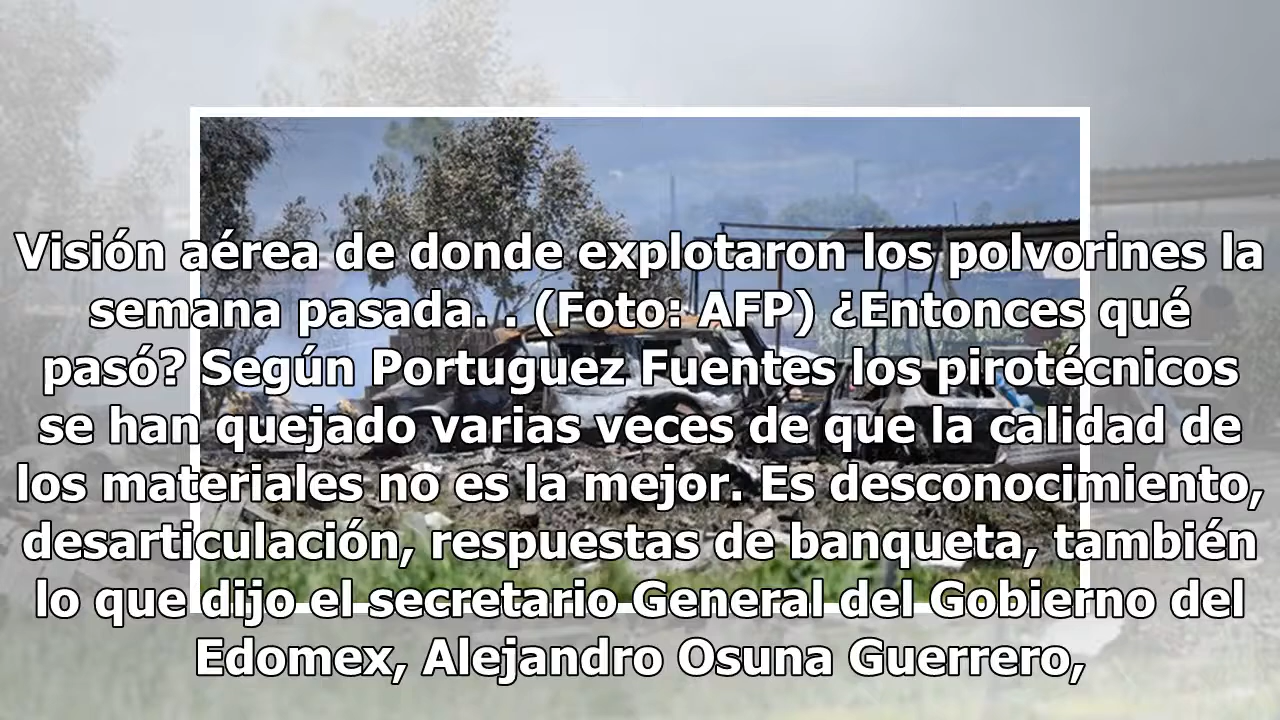 Visión aérea de donde explotaron los polvorines la
semana pasada. . (Foto: AFP) ¿Entonces qué
pasó? Según Portuguez Fuentes los pirotécnicos
se han quejado varias veces de que la calidad de
los materiales no es la mejor. Es desconocimiento,
desarticulación, respuestas de banqueta, también
lo que dijo el secretario General del Gobierno del
Edomex, Alejandro Osuna Guerrero,